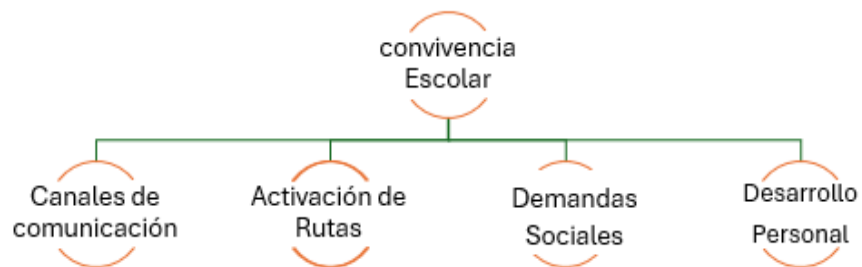 convivencia
Escolar
Canales de
comunicación
Activación de
Rutas
Demandas
Sociales
Desarrollo
Personal